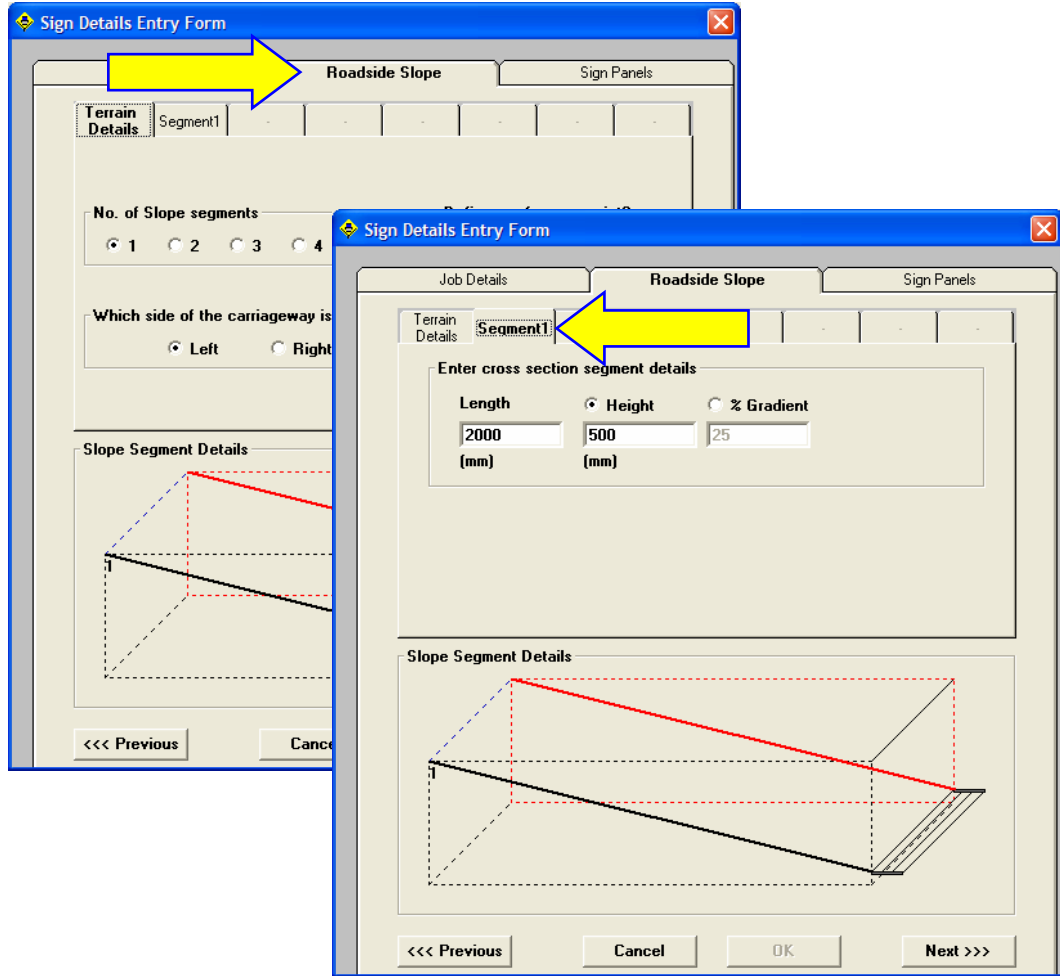 Sign Details Entry Form
Roadside Slope
Sign Panels
Terrain
Details
Segment1
No. of Slope segments
1 2 3 4
Which side of the carriageway is
Left Right
Slope Segment Details
1
<<< Previous
Sign Details Entry Form
Job Details
Roadside Slope
Sign Panels
Terrain
Details
Segment1
Enter cross section segment details
Length Height % Gradient
2000 500 25
(mm) (mm)
Slope Segment Details
1
<<< Previous Cancel OK Next >>>